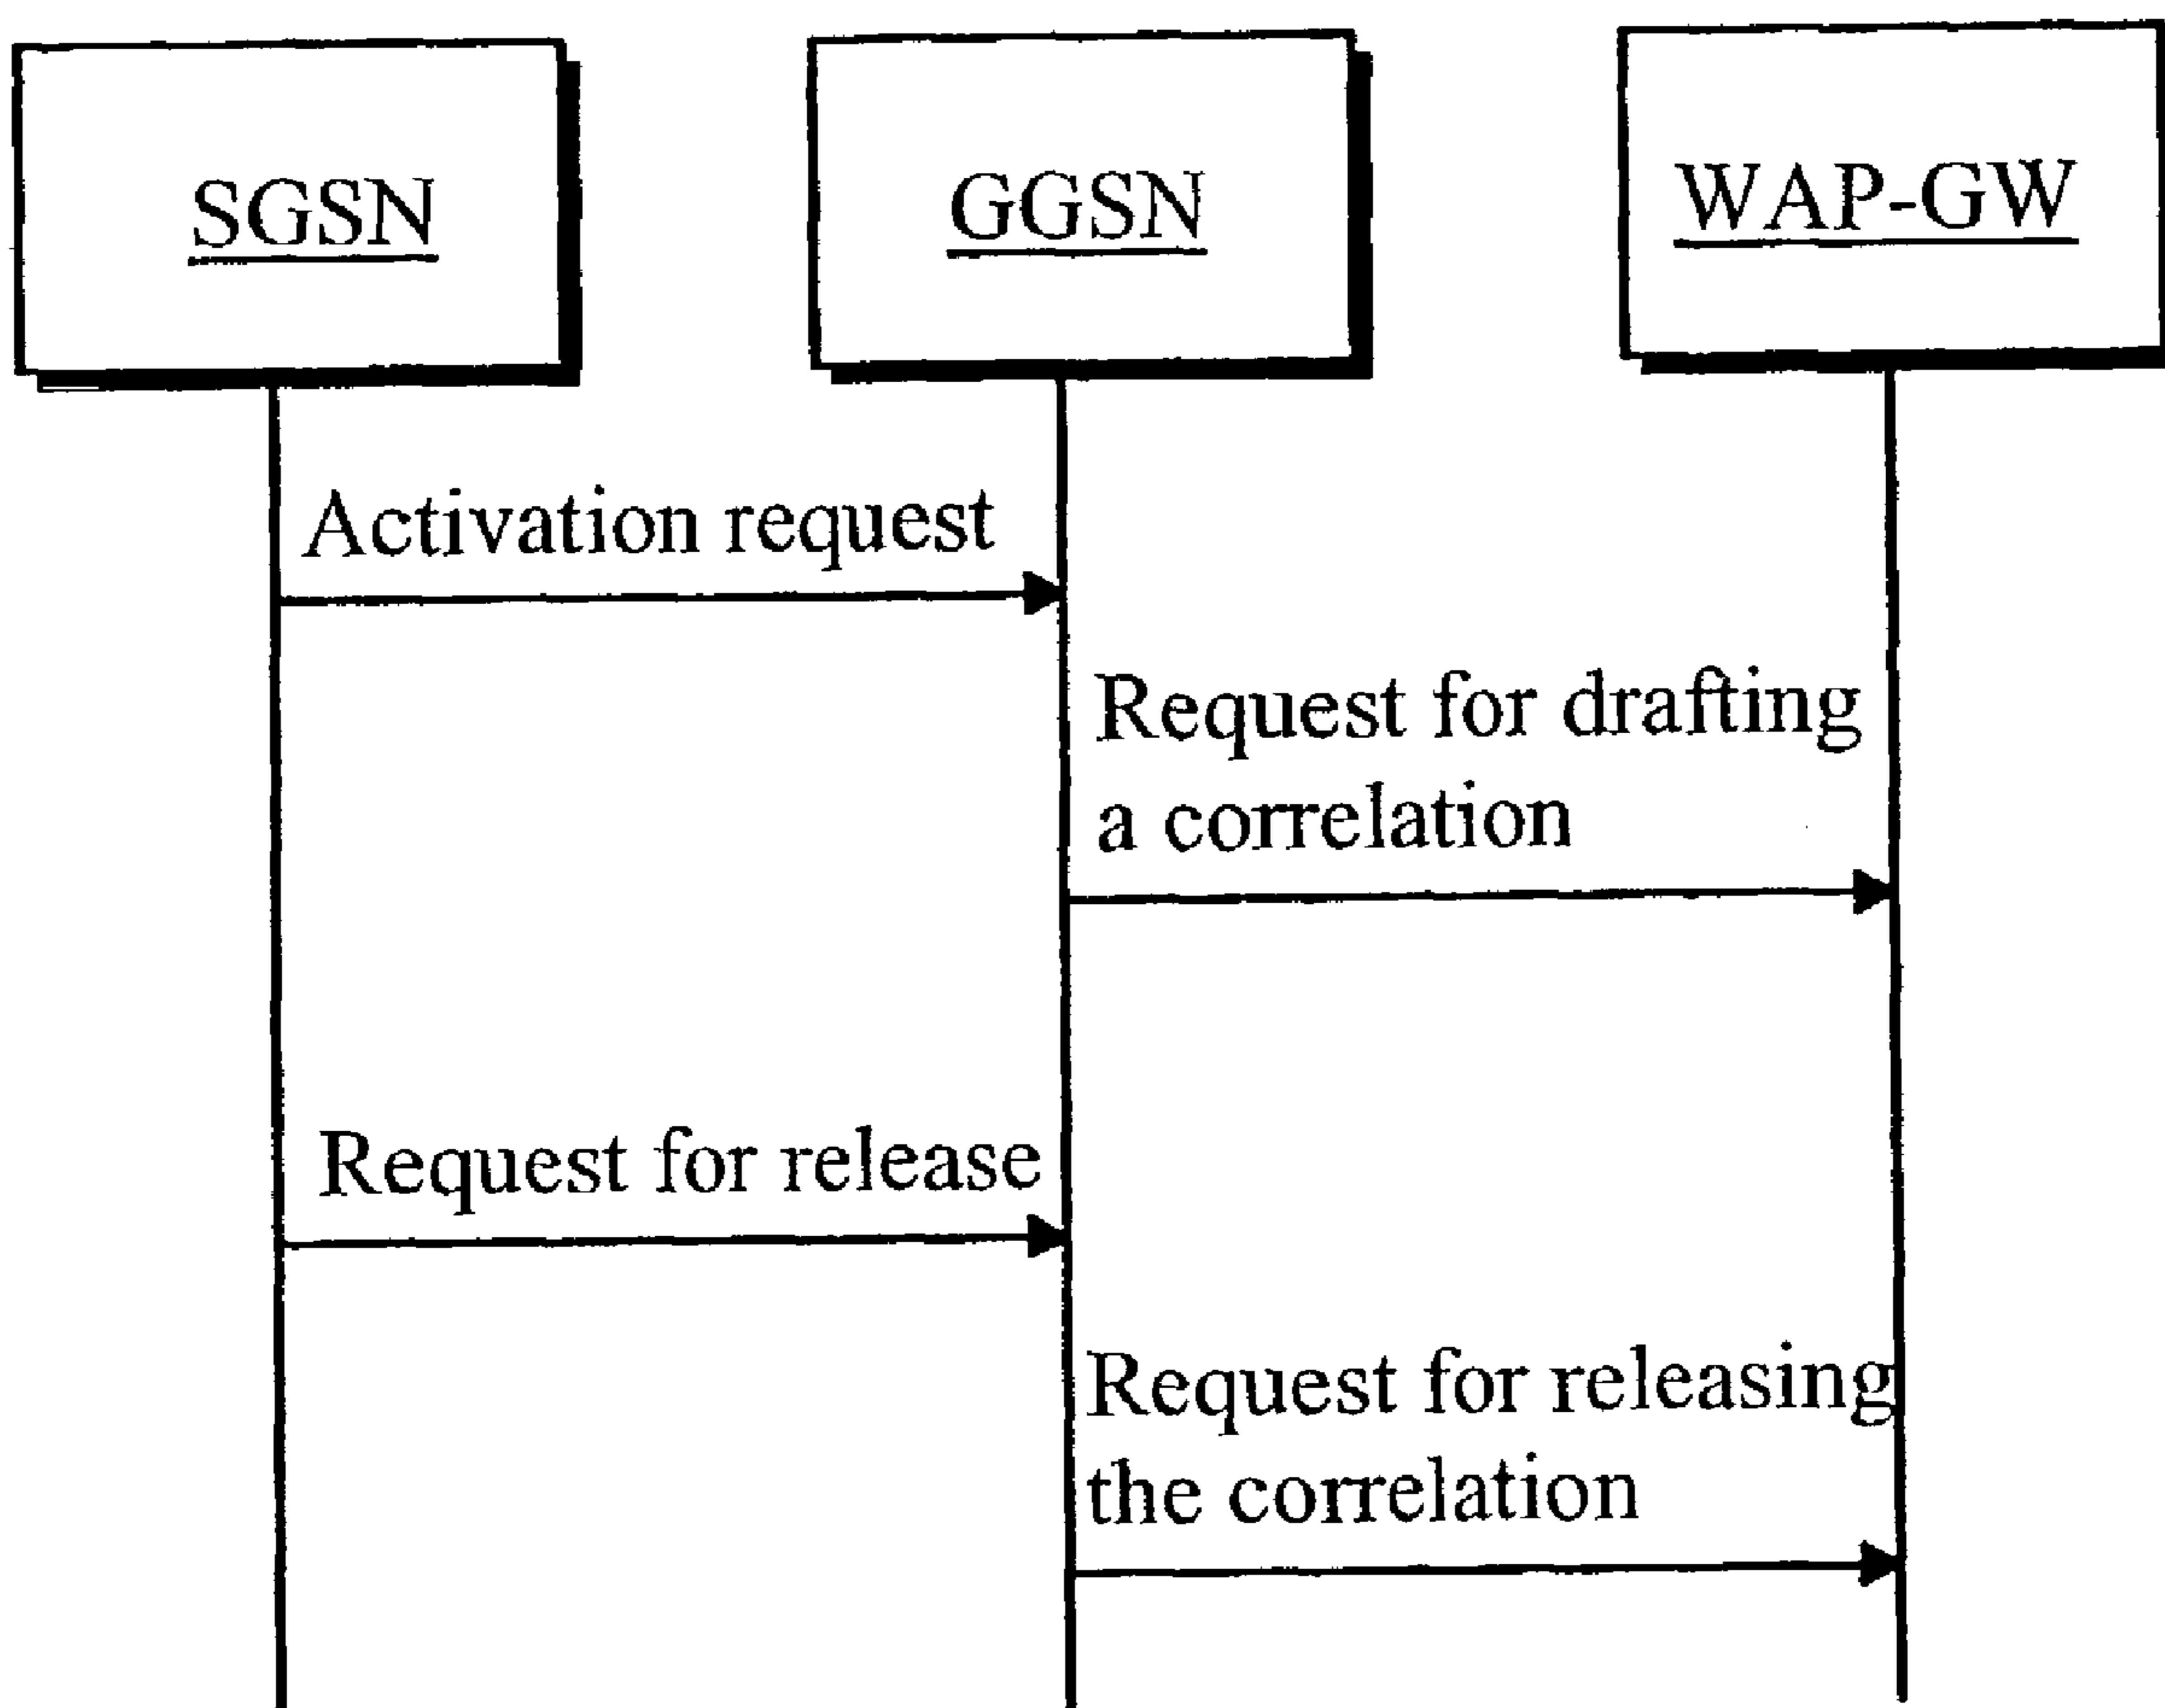 SGSN
GGSN
WAP-GW
Activation request
Request for drafting
a correlation
Request for release
Request for releasing
the correlation